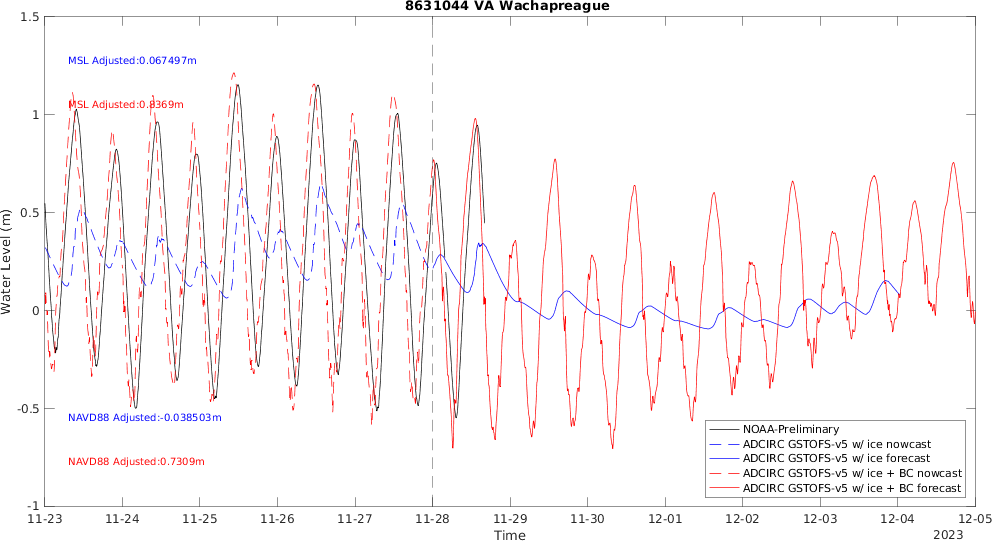 8631044 VA Wachapreague
1.5
1
0.5
0
-0.5
-1
Water Level (m)
MSL Adjusted:0.067497m
MSL Adjusted:0.8369m
NAVD88 Adjusted:-0.038503m
NAVD88 Adjusted:0.7309m
NOAA-Preliminary
ADCIRC GSTOFS-v5 w/ ice nowcast
ADCIRC GSTOFS-v5 w/ ice forecast
ADCIRC GSTOFS-v5 w/ ice + BC nowcast
ADCIRC GSTOFS-v5 w/ ice + BC forecast
11-23 11-24 11-25 11-26 11-27 11-28 11-29 11-30 12-01 12-02 12-03 12-04 12-05
Time
2023